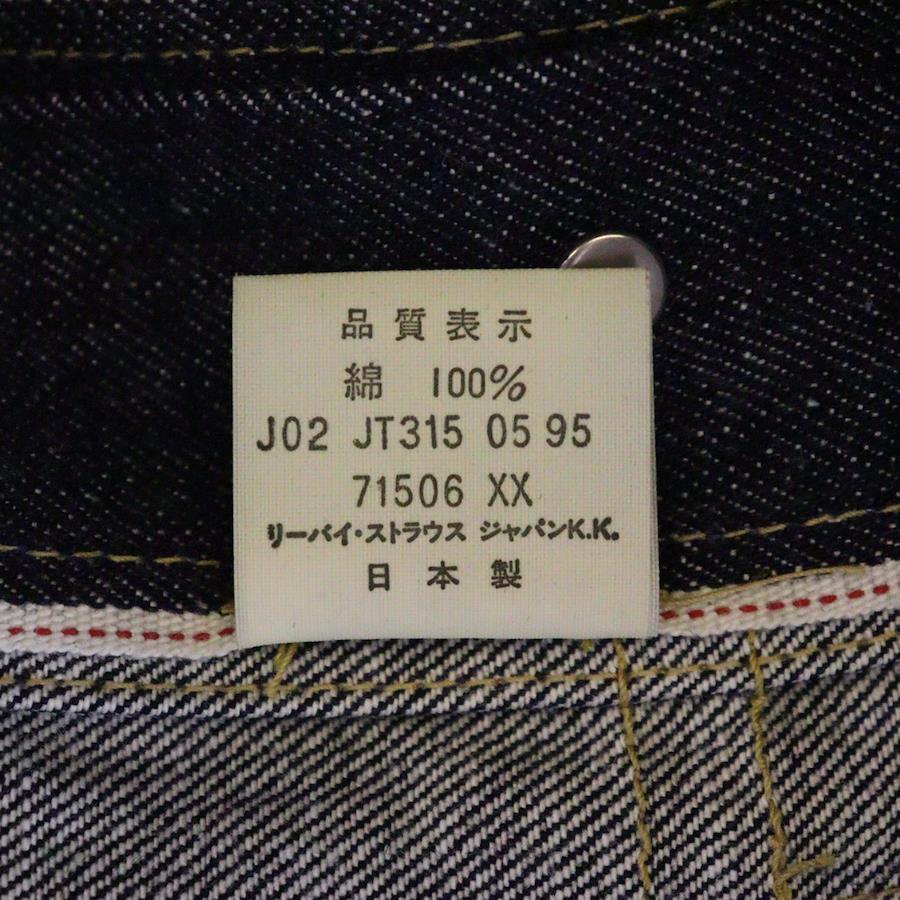 品質表示
綿 100%
J02 JT315 05 95
71506 XX
リーバイ・ストラウス ジャパンK.K.
日本製